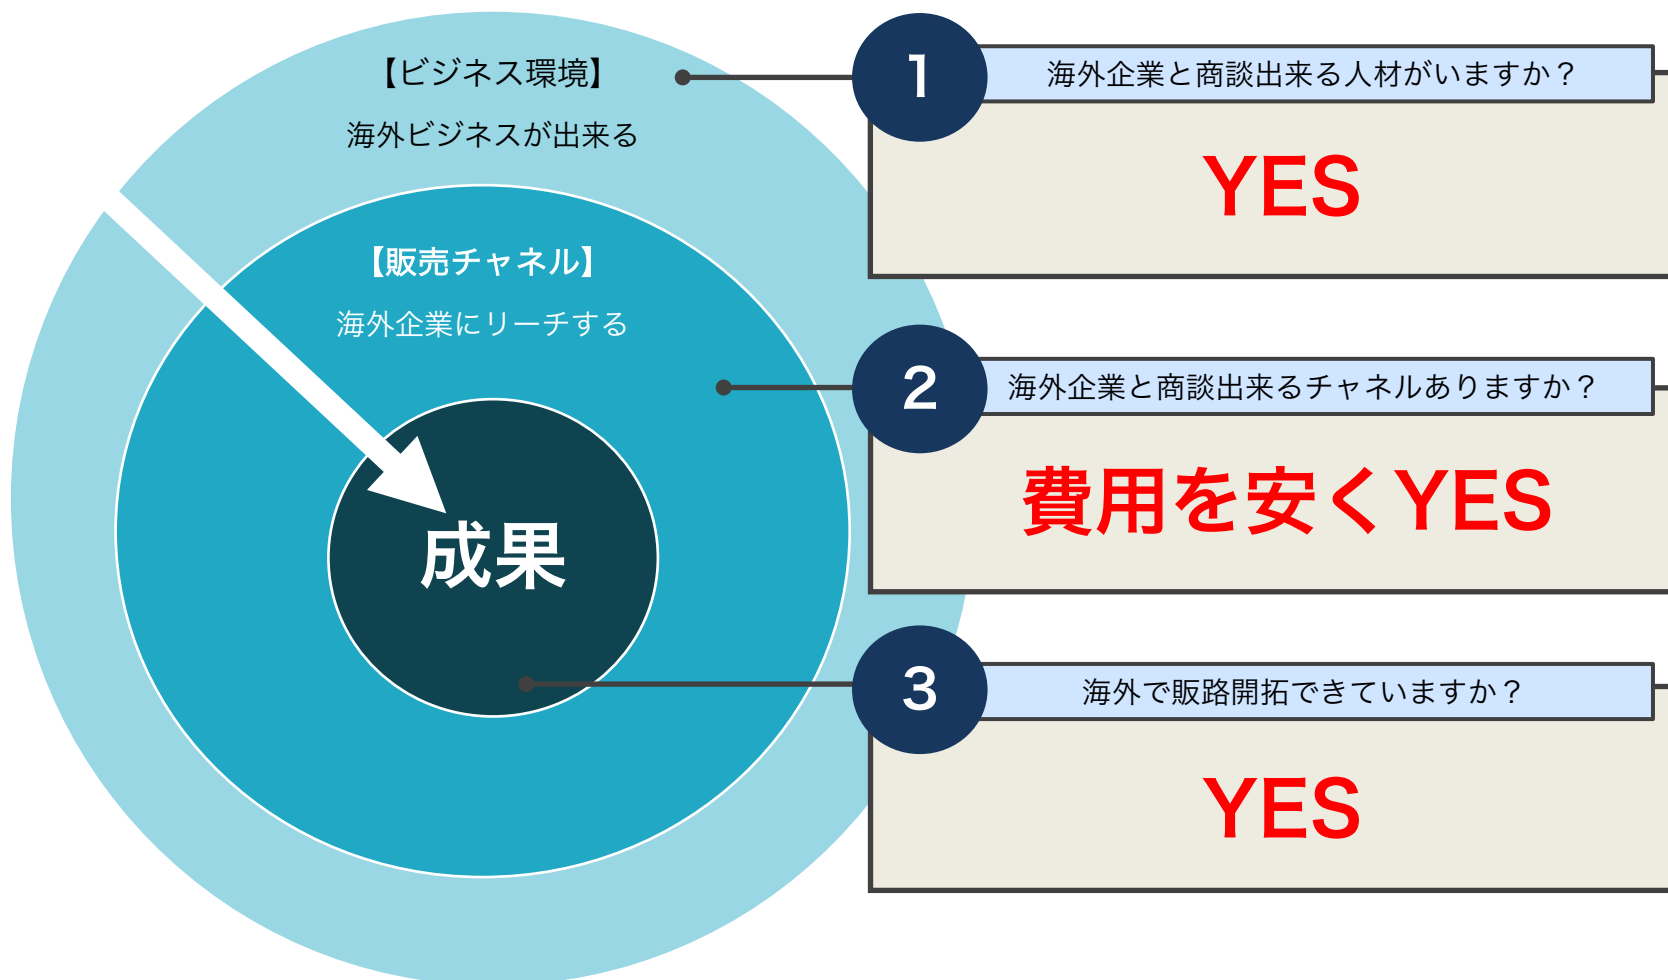 【ビジネス環境】
海外ビジネスが出来る
【販売チャネル】
海外企業にリーチする
成果
1
海外企業と商談出来る人材がいますか？
YES
2
海外企業と商談出来るチャネルありますか？
費用を安くYES
3
海外で販路開拓できていますか？
YES